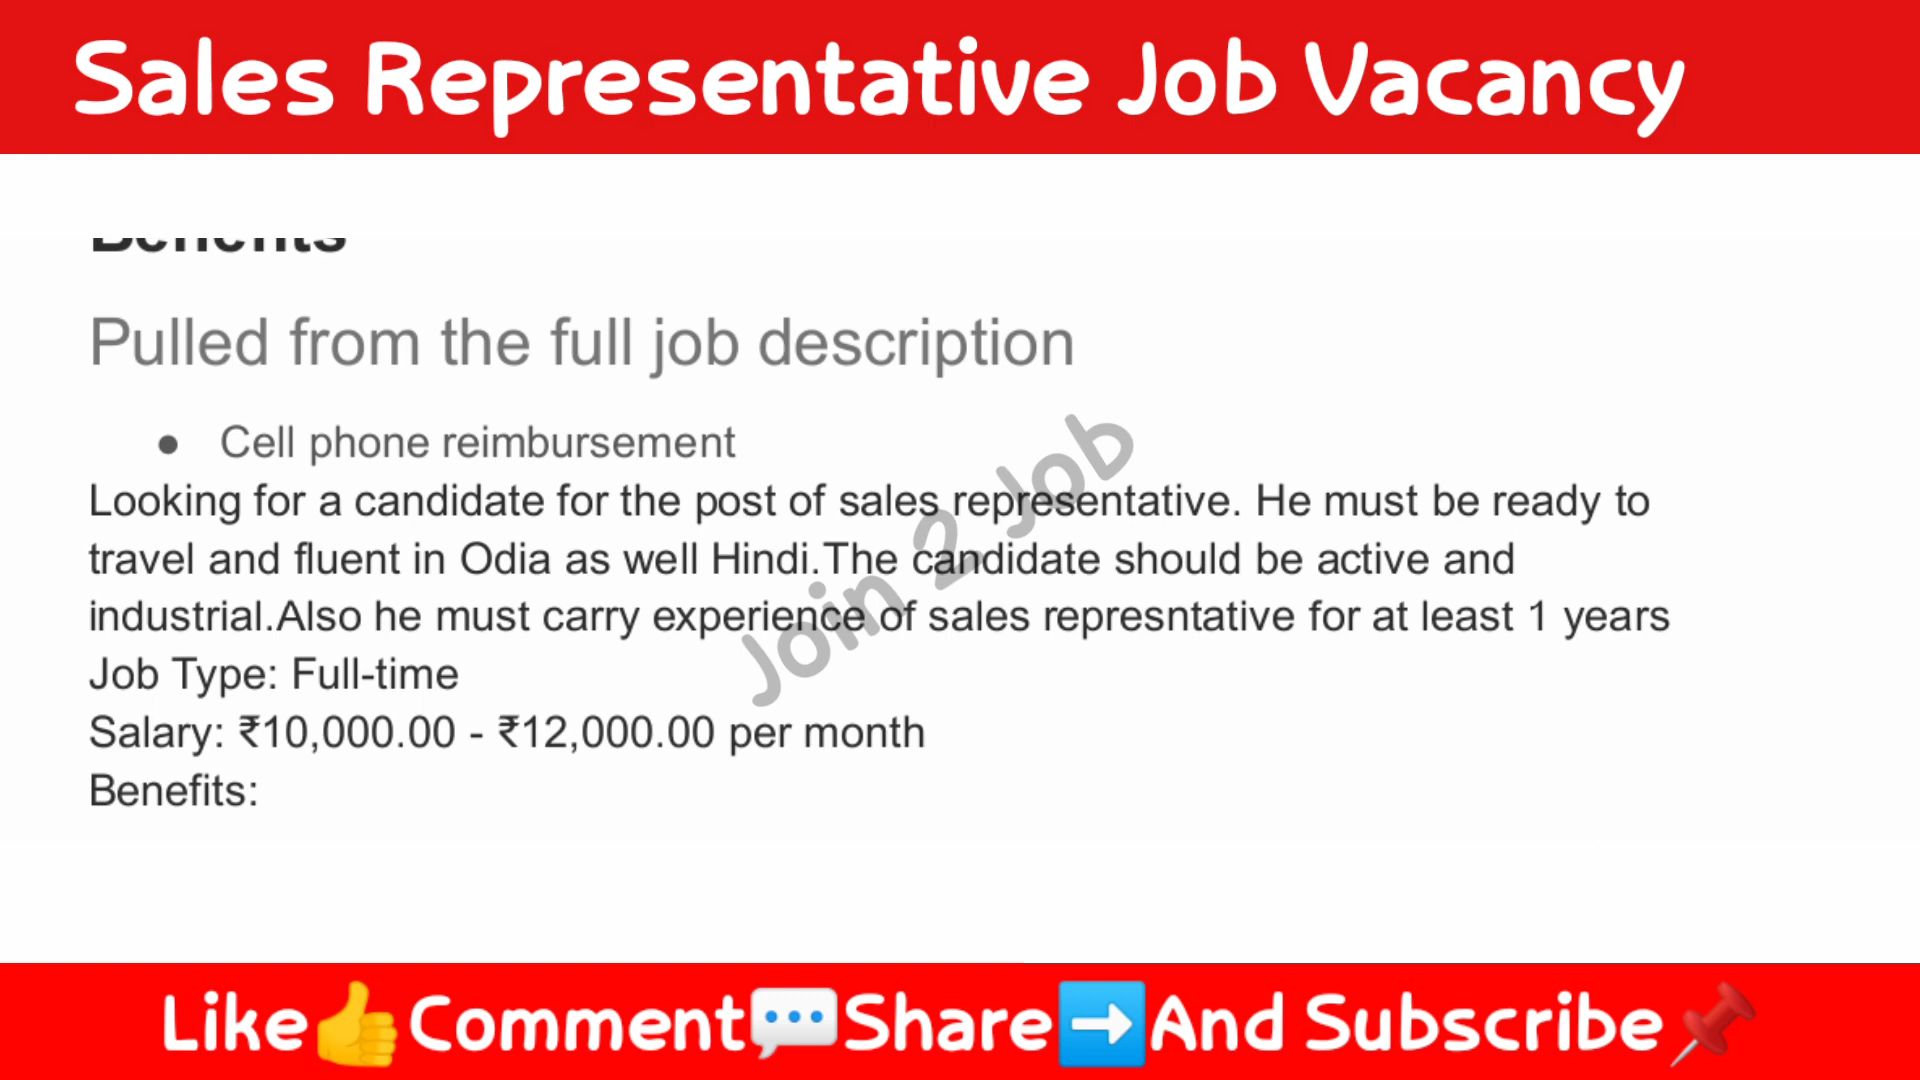 Sales Representative Job Vacancy
Benefits
Pulled from the full job description
● Cell phone reimbursement
Looking for a candidate for the post of sales representative. He must be ready to
travel and fluent in Odia as well Hindi.The candidate should be active and
industrial.Also he must carry experience of sales represntative for at least 1 years
Job Type: Full-time
Salary: ₹10,000.00 - ₹12,000.00 per month
Benefits:
Join 2 Job
Like👍Comment💬Share➡️And Subscribe📌